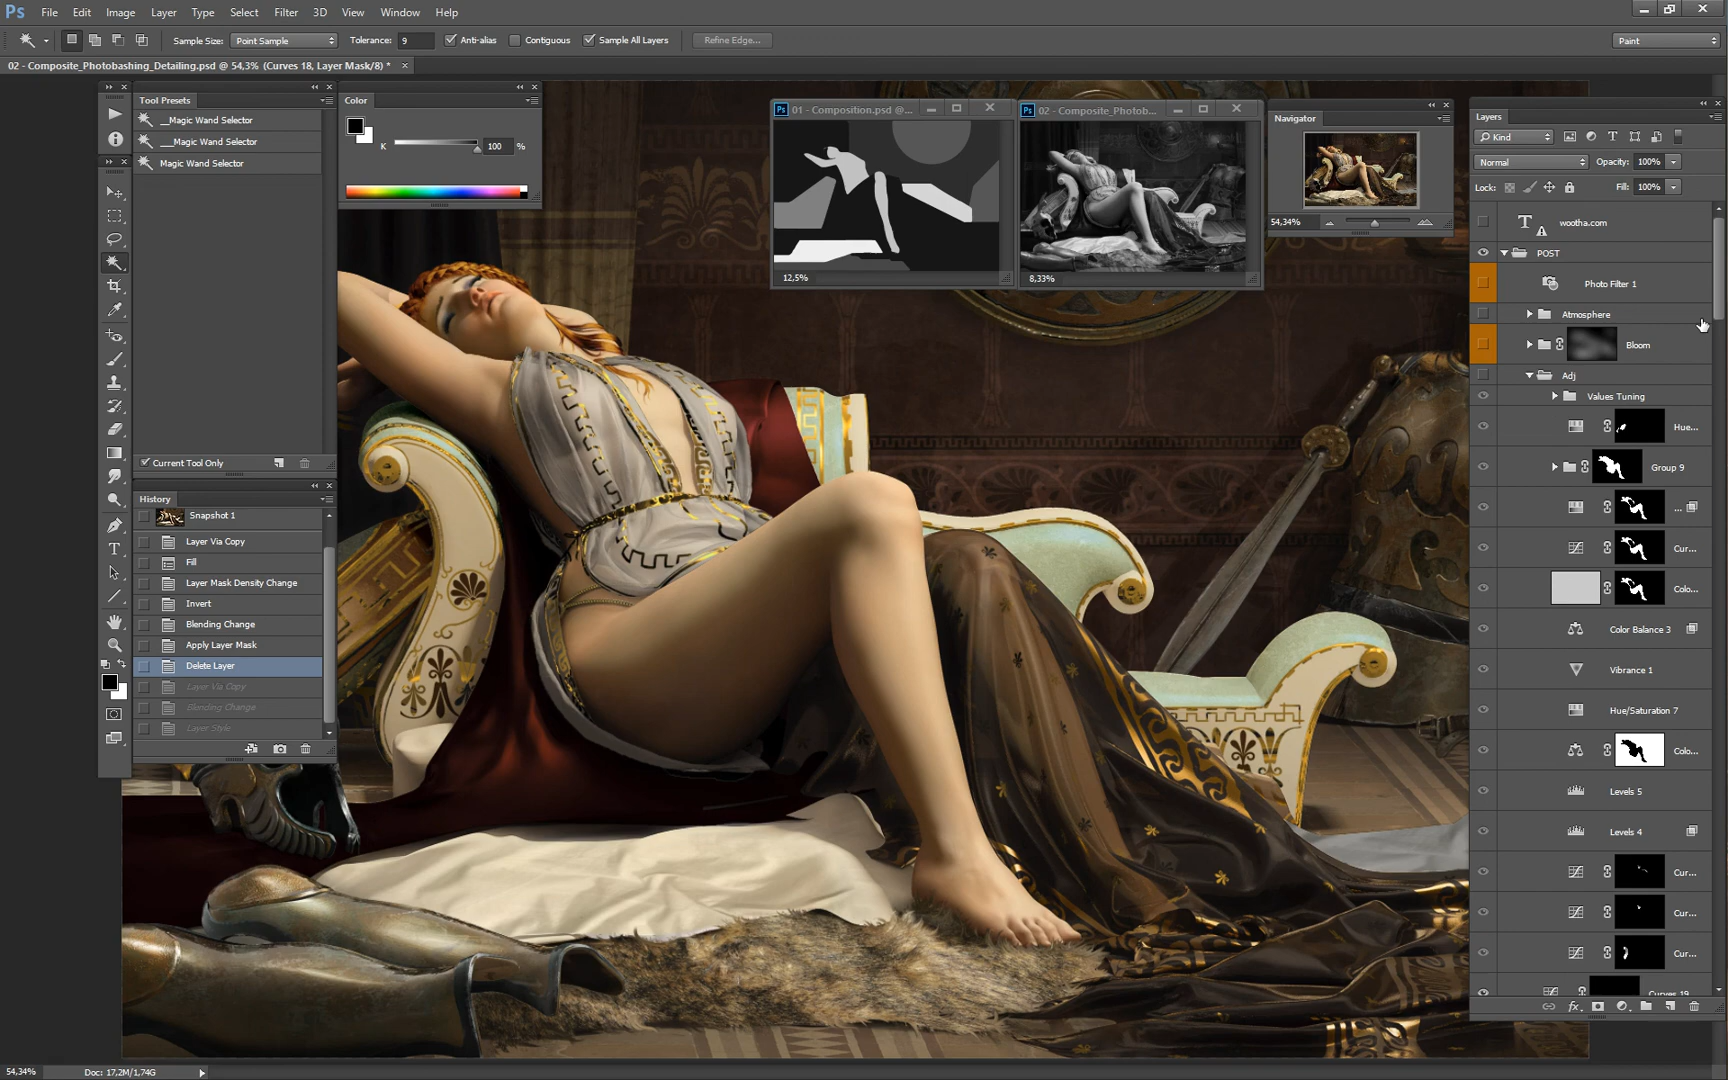 Ps File Edit Image Layer Type Select Filter 3D View Window Help
Sample Size: Point Sample Tolerance: 9 Anti-alias Contiguous Sample All Layers Refine Edge... Paint
02 - Composite_Photobashing_Detailing.psd @ 54,3% (Curves 18, Layer Mask/8) *
Tool Presets
__Magic Wand Selector
___Magic Wand Selector
Magic Wand Selector
Current Tool Only
History
Snapshot 1
Layer Via Copy
Fill
Layer Mask Density Change
Invert
Blending Change
Apply Layer Mask
Delete Layer
Layer Via Copy
Blending Change
Layer Style
Color
K 100 %
Ps 01 - Composition.psd @...
12,5%
Ps 02 - Composite_Photob...
8,33%
Navigator
54,34%
Layers
Kind
Normal Opacity: 100%
Lock: Fill: 100%
T wootha.com
POST
Photo Filter 1
Atmosphere
Bloom
Adj
Values Tuning
Hue...
Group 9
...
Cur...
Colo...
Color Balance 3
Vibrance 1
Hue/Saturation 7
Colo...
Levels 5
Levels 4
Cur...
Cur...
Cur...
Curves 19
fx
54,34% Doc: 17,2M/1,74G